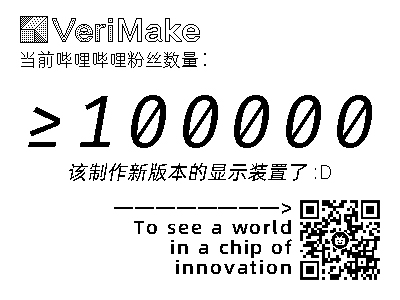 VeriMake
当前哔哩哔哩粉丝数量：
≥100000
该制作新版本的显示装置了 :D
————————>
To see a world
in a chip of
innovation